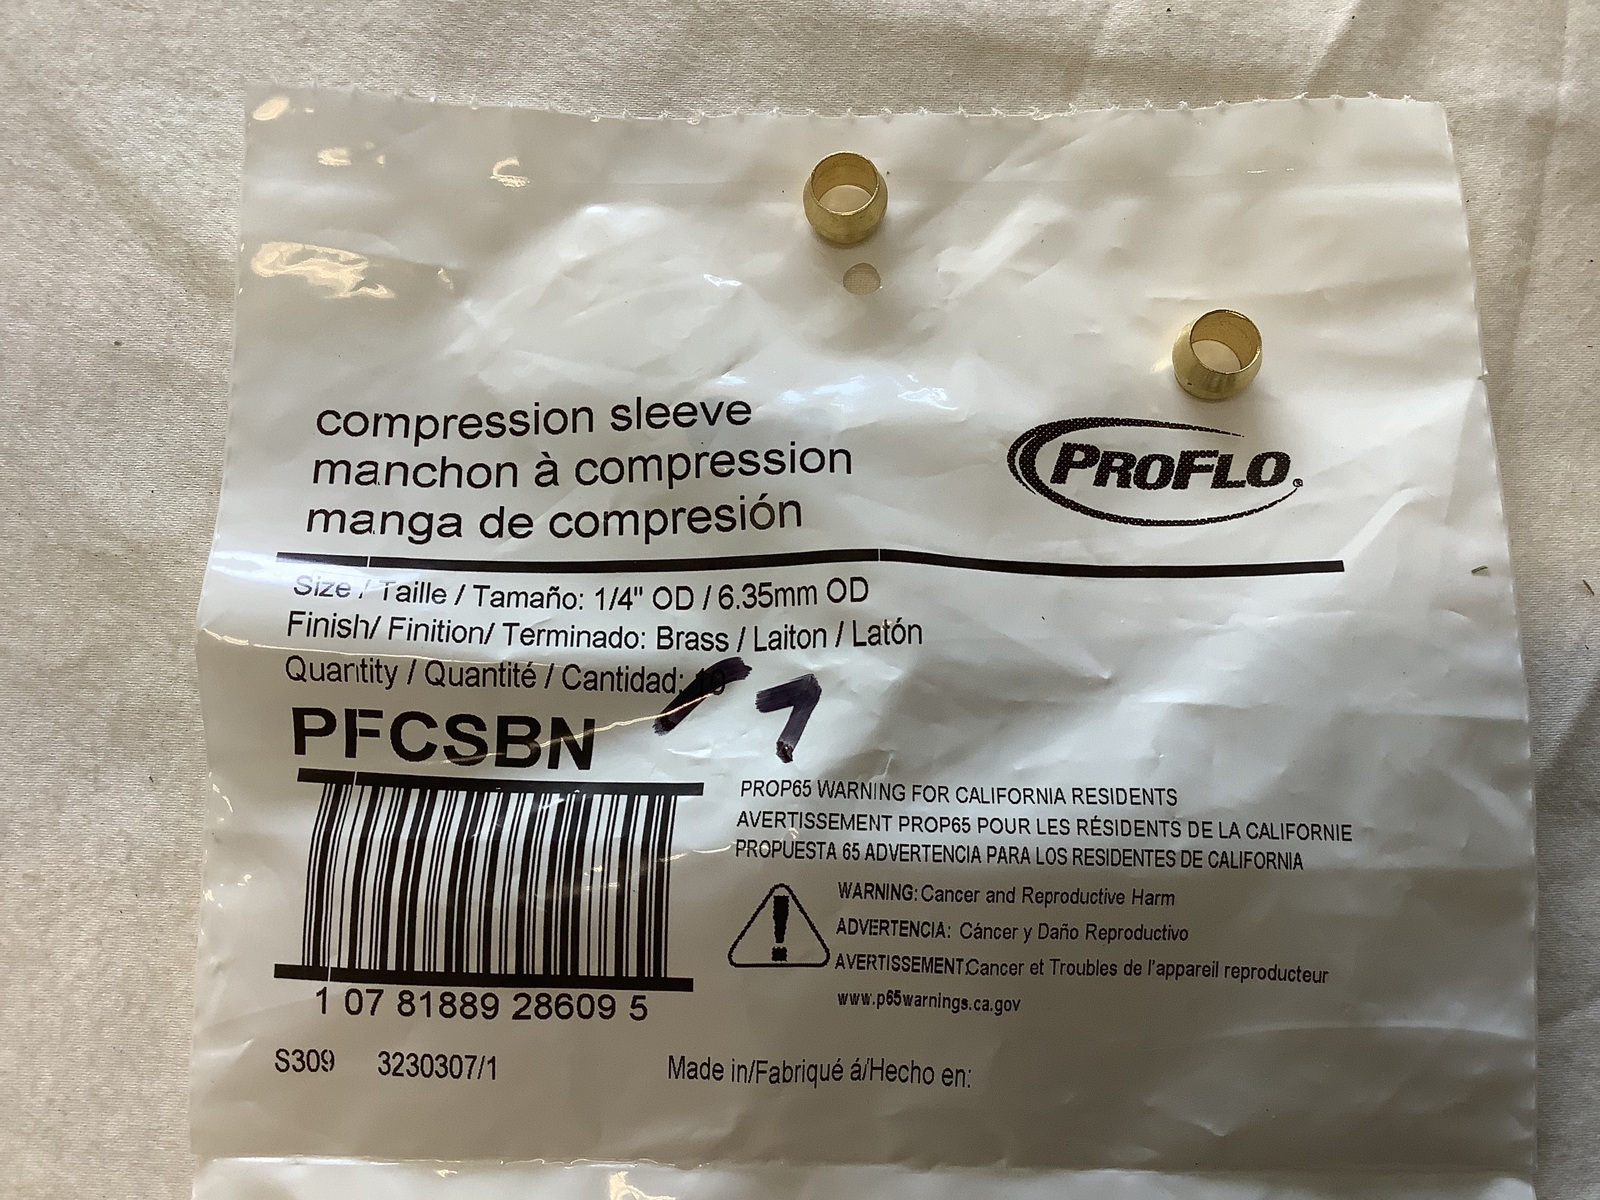 compression sleeve
manchon à compression
manga de compresión
PROFLO®
Size / Taille / Tamaño: 1/4" OD / 6.35mm OD
Finish/ Finition/ Terminado: Brass / Laiton / Latón
Quantity / Quantité / Cantidad:
PFCSBN
PROP65 WARNING FOR CALIFORNIA RESIDENTS
AVERTISSEMENT PROP65 POUR LES RÉSIDENTS DE LA CALIFORNIE
PROPUESTA 65 ADVERTENCIA PARA LOS RESIDENTES DE CALIFORNIA
WARNING: Cancer and Reproductive Harm
ADVERTENCIA: Cáncer y Daño Reproductivo
AVERTISSEMENT:Cancer et Troubles de l'appareil reproducteur
www.p65warnings.ca.gov
1 07 81889 28609 5
S309 3230307/1
Made in/Fabriqué á/Hecho en: